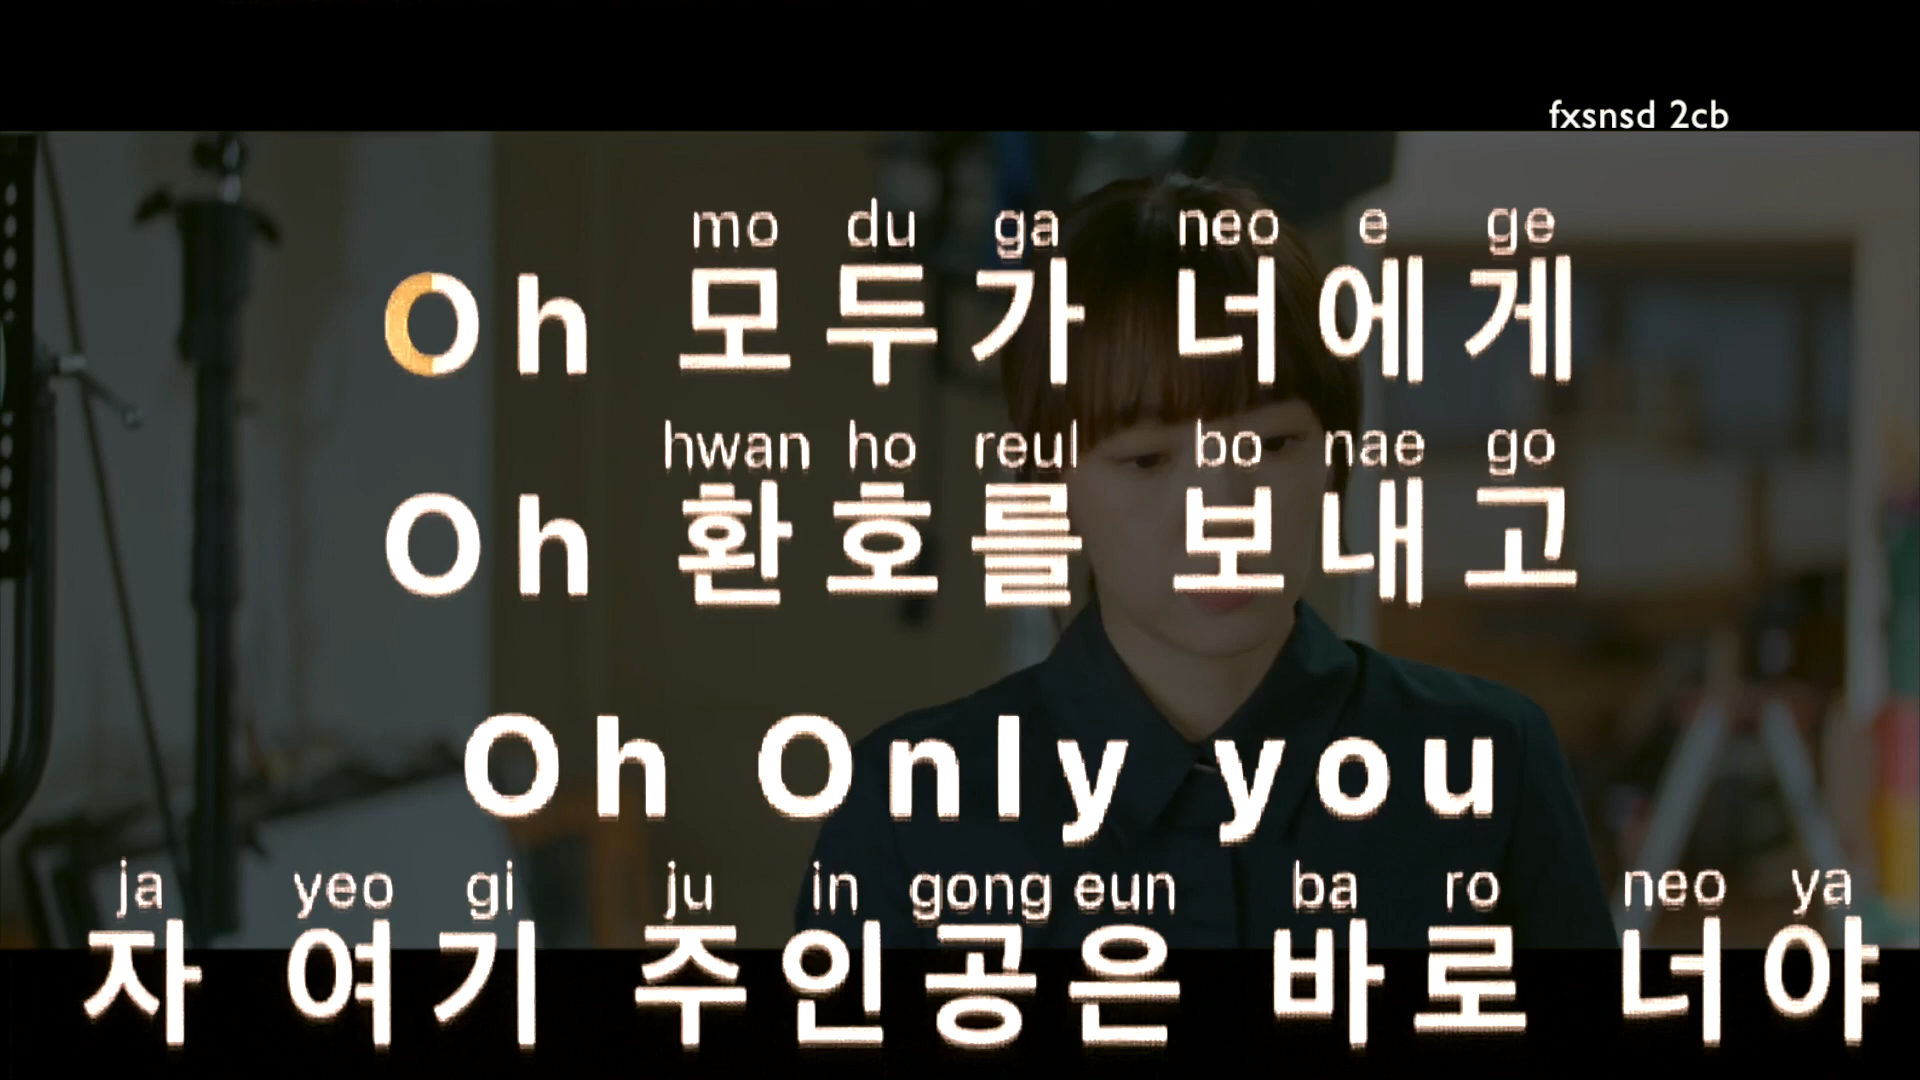 fxsnsd 2cb
mo du ga neo e ge
Oh 모두가 너에게
hwan ho reul bo nae go
Oh 환호를 보내고
Oh Only you
ja yeo gi ju in gong eun ba ro neo ya
자 여기 주인공은 바로 너야